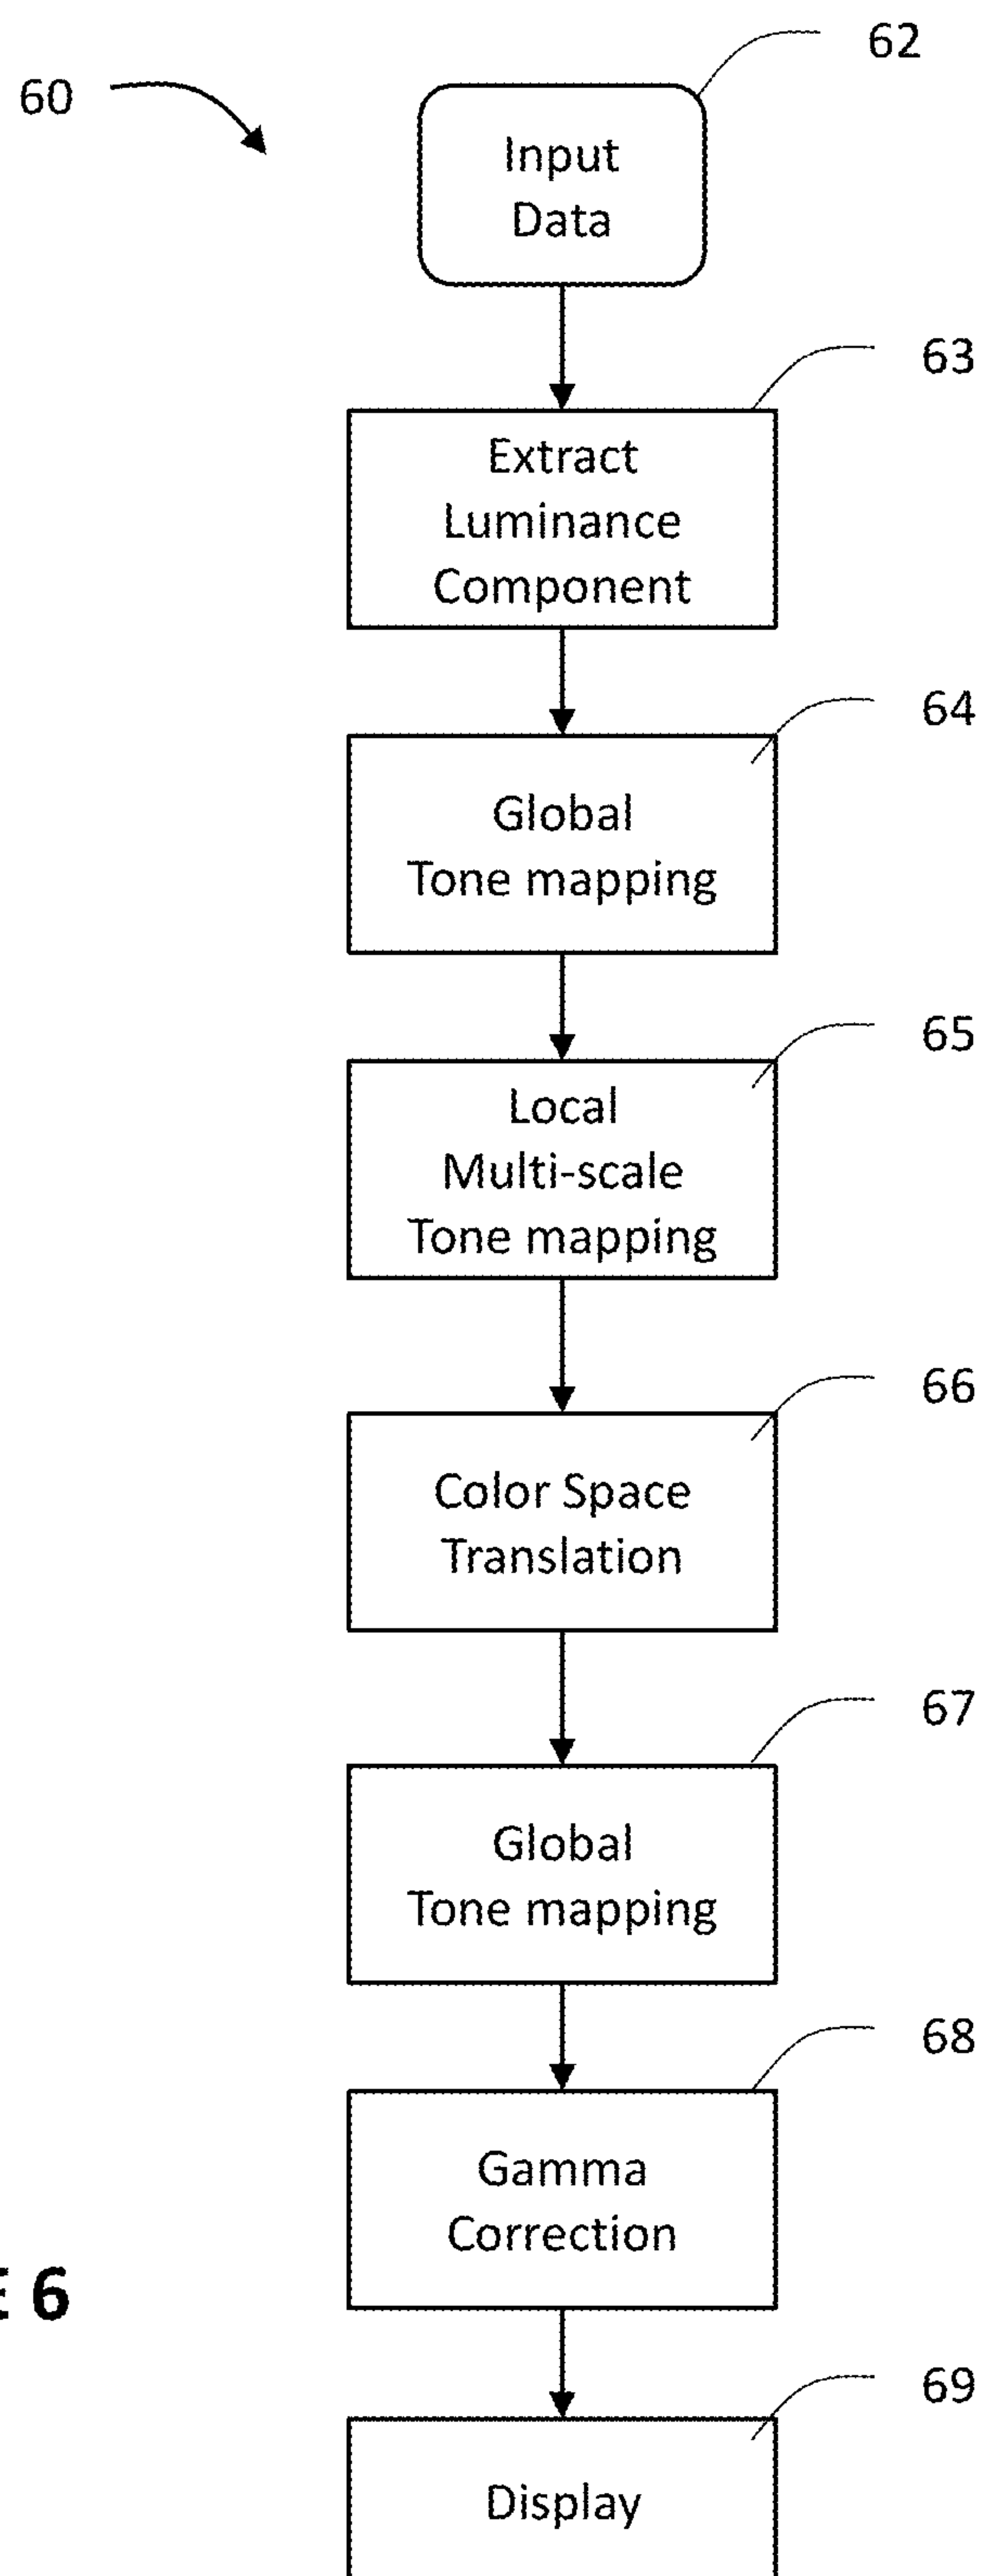 62
60
Input
Data
63
Extract
Luminance
Component
64
Global
Tone mapping
65
Local
Multi-scale
Tone mapping
66
Color Space
Translation
67
Global
Tone mapping
68
Gamma
Correction
E 6
69
Display